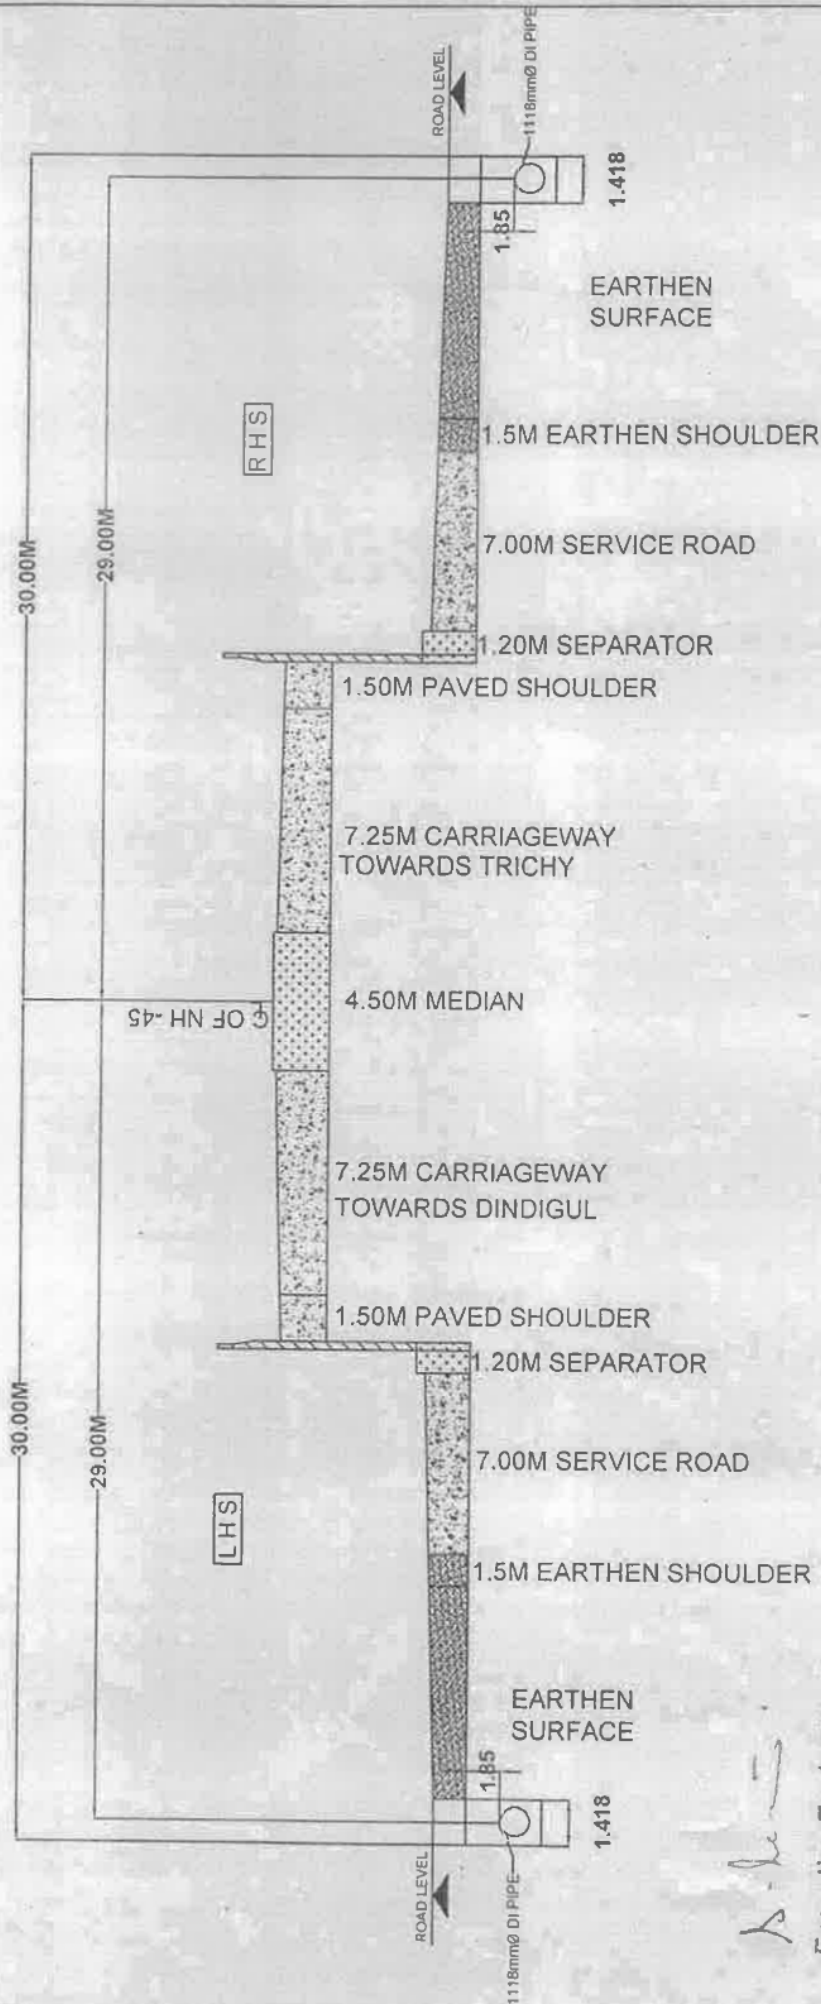 ROAD LEVEL
1118mmØ DI PIPE
1.418
1.85
EARTHEN
SURFACE
1.5M EARTHEN SHOULDER
7.00M SERVICE ROAD
1.20M SEPARATOR
1.50M PAVED SHOULDER
7.25M CARRIAGEWAY
TOWARDS TRICHY
4.50M MEDIAN
7.25M CARRIAGEWAY
TOWARDS DINDIGUL
1.50M PAVED SHOULDER
1.20M SEPARATOR
7.00M SERVICE ROAD
1.5M EARTHEN SHOULDER
EARTHEN
SURFACE
1.85
1.418
ROAD LEVEL
1118mmØ DI PIPE
30.00M
29.00M
RHS
OF NH -45
30.00M
29.00M
LHS